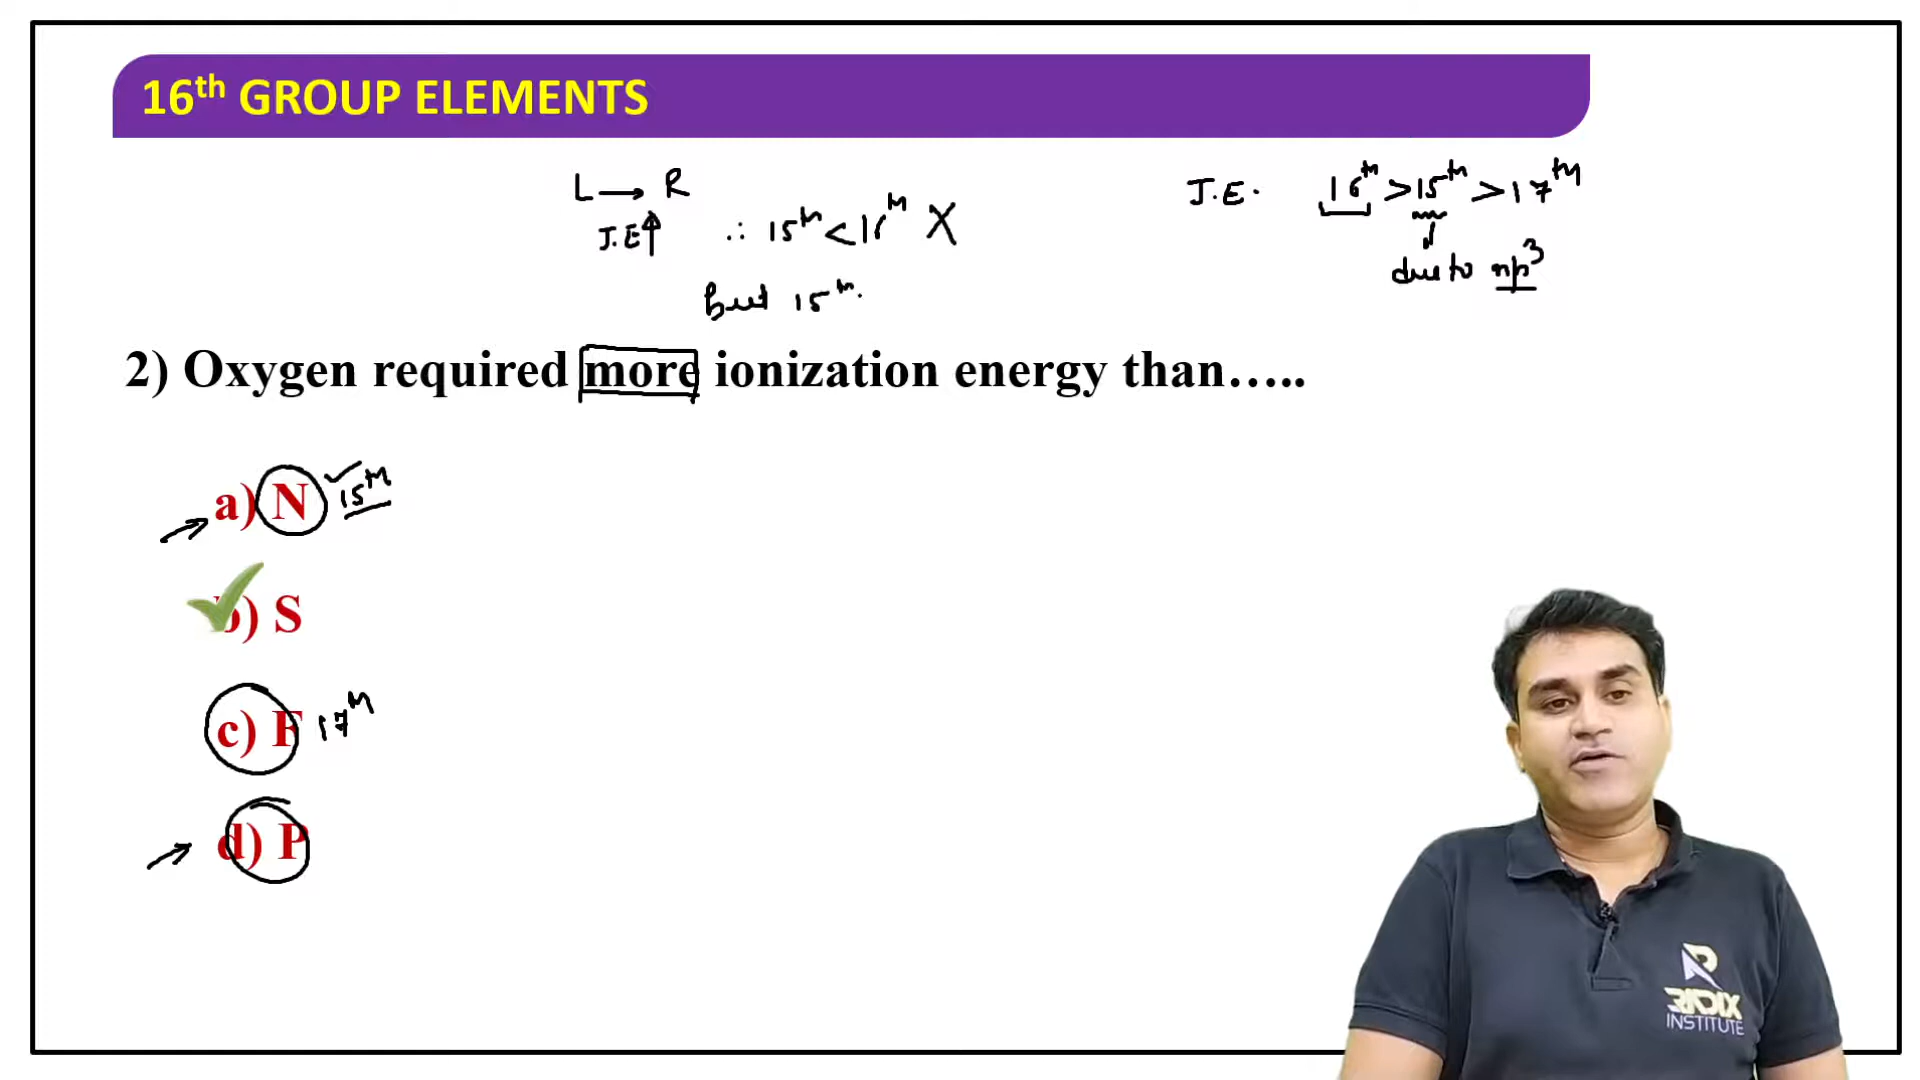 16th GROUP ELEMENTS
L → R
I.E ↑ ∴ 15th < 16th X
But 15th.
I.E. 16th > 15th > 17th
due to np³
2) Oxygen required more ionization energy than…..
a) N 15th
b) S
c) F 17th
d) P
RADIX
INSTITUTE